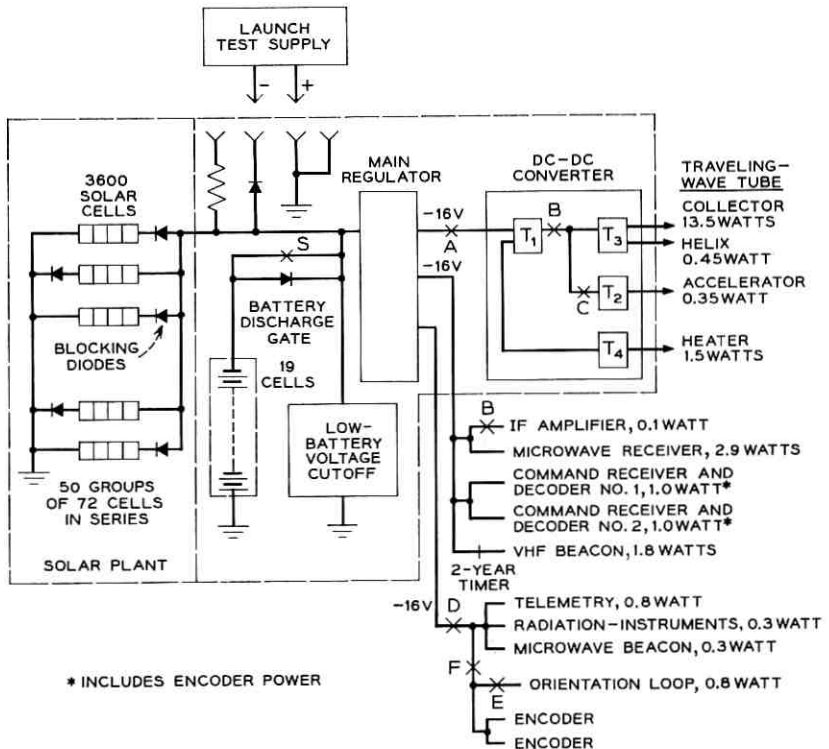 LAUNCH
TEST SUPPLY
- +
3600
SOLAR
CELLS
BLOCKING
DIODES
50 GROUPS
OF 72 CELLS
IN SERIES
SOLAR PLANT
S
BATTERY
DISCHARGE
GATE
19
CELLS
LOW-
BATTERY
VOLTAGE
CUTOFF
MAIN
REGULATOR
-16V
A
-16V
DC-DC
CONVERTER
T1
B
T3
C
T2
T4
TRAVELING-
WAVE TUBE
COLLECTOR
13.5 WATTS
HELIX
0.45 WATT
ACCELERATOR
0.35 WATT
HEATER
1.5 WATTS
B
IF AMPLIFIER, 0.1 WATT
MICROWAVE RECEIVER, 2.9 WATTS
COMMAND RECEIVER AND
DECODER NO. 1, 1.0 WATT*
COMMAND RECEIVER AND
DECODER NO. 2, 1.0 WATT*
VHF BEACON, 1.8 WATTS
2-YEAR
TIMER
-16V
D
TELEMETRY, 0.8 WATT
RADIATION-INSTRUMENTS, 0.3 WATT
MICROWAVE BEACON, 0.3 WATT
F
E
ORIENTATION LOOP, 0.8 WATT
ENCODER
ENCODER
* INCLUDES ENCODER POWER